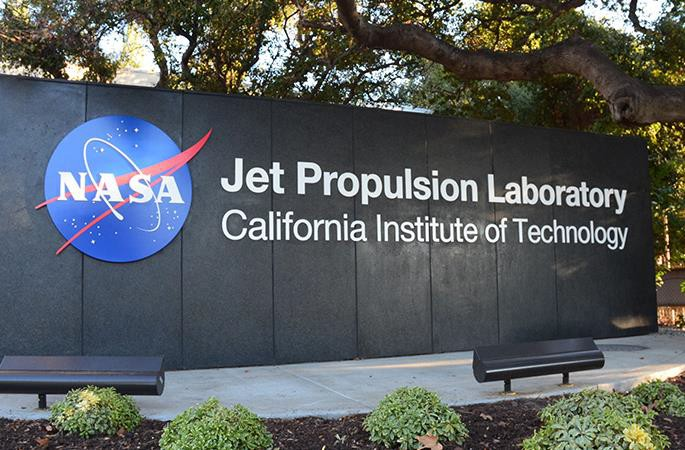 NASA
Jet Propulsion Laboratory
California Institute of Technology